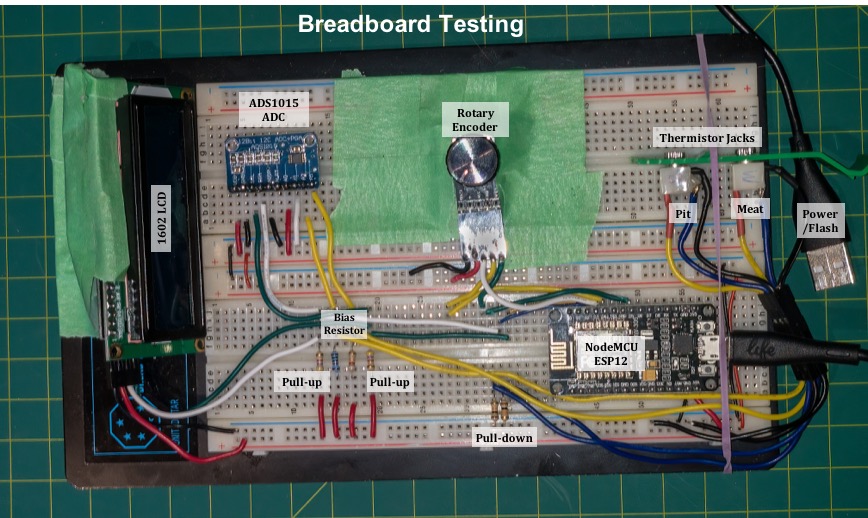 Breadboard Testing
ADS1015
ADC
Rotary
Encoder
Thermistor Jacks
1602 LCD
Pit
Meat
Power
/Flash
Bias
Resistor
NodeMCU
ESP12
life
Pull-up
Pull-up
Pull-down